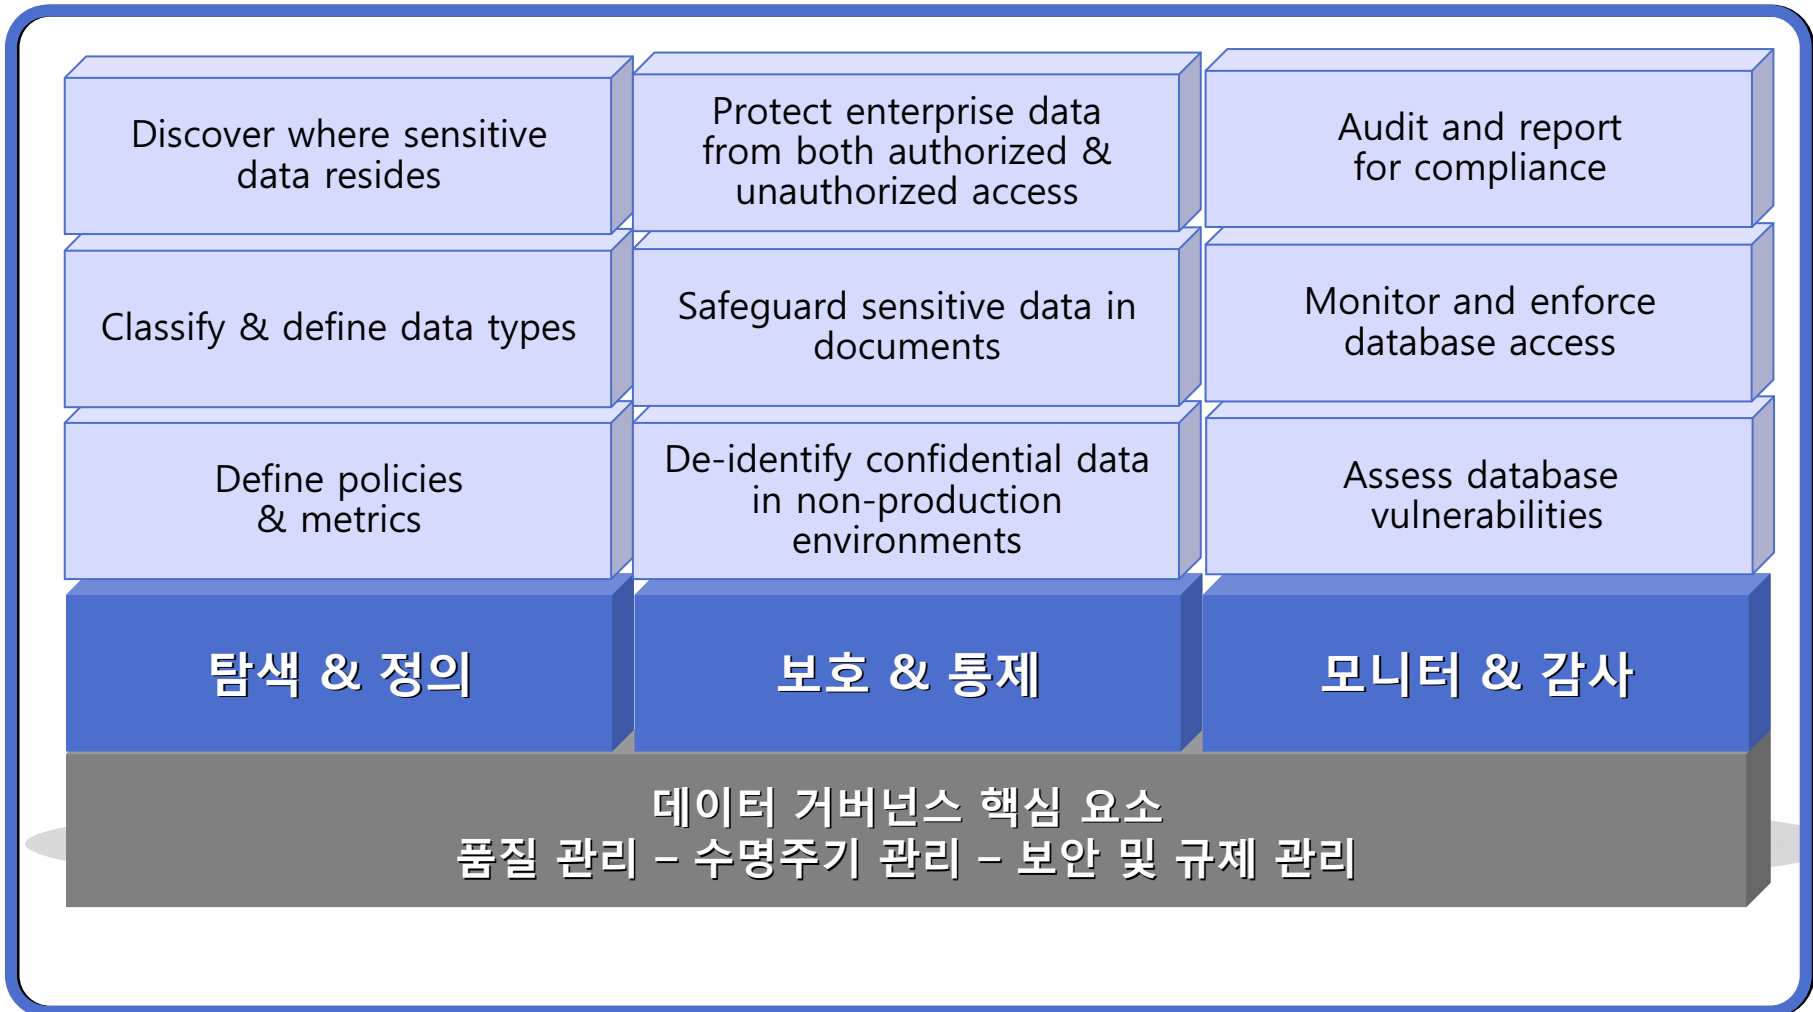 Discover where sensitive
data resides
Protect enterprise data
from both authorized &
unauthorized access
Audit and report
for compliance
Classify & define data types
Safeguard sensitive data in
documents
Monitor and enforce
database access
Define policies
& metrics
De-identify confidential data
in non-production
environments
Assess database
vulnerabilities
탐색 & 정의
보호 & 통제
모니터 & 감사
데이터 거버넌스 핵심 요소
품질 관리 – 수명주기 관리 – 보안 및 규제 관리